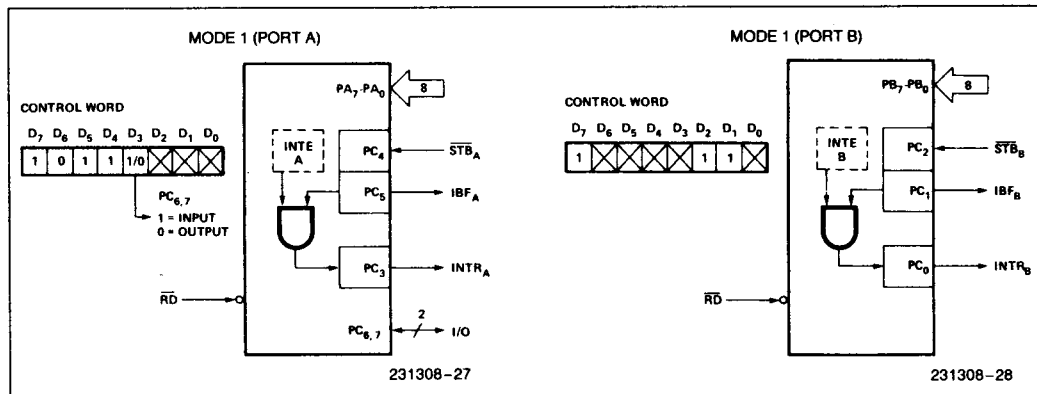 MODE 1 (PORT A)
PA7-PA0
8
CONTROL WORD
D7 D6 D5 D4 D3 D2 D1 D0
1 0 1 1 1/0
PC6,7
1 = INPUT
0 = OUTPUT
INTE
A
PC4
STBA
PC5
IBFA
PC3
INTRA
RD
PC6, 7
2
I/O
231308-27
MODE 1 (PORT B)
PB7-PB0
8
CONTROL WORD
D7 D6 D5 D4 D3 D2 D1 D0
1 1 1
INTE
B
PC2
STBB
PC1
IBFB
PC0
INTRB
RD
231308-28